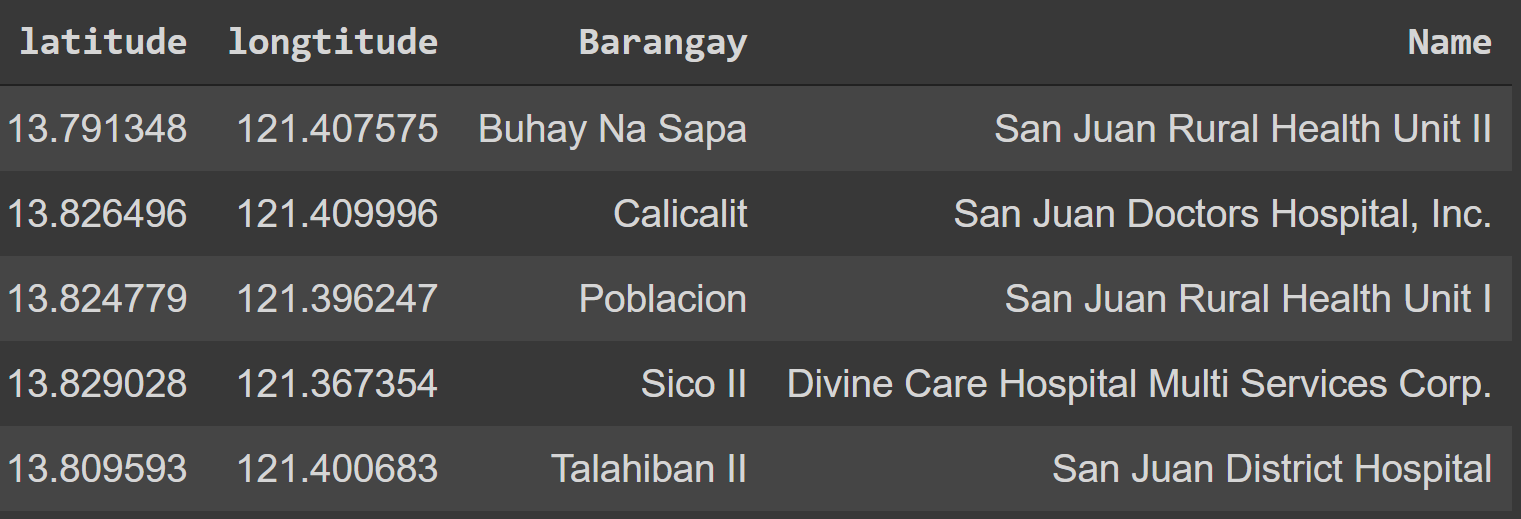 latitude longtitude Barangay Name
13.791348 121.407575 Buhay Na Sapa San Juan Rural Health Unit II
13.826496 121.409996 Calicalit San Juan Doctors Hospital, Inc.
13.824779 121.396247 Poblacion San Juan Rural Health Unit I
13.829028 121.367354 Sico II Divine Care Hospital Multi Services Corp.
13.809593 121.400683 Talahiban II San Juan District Hospital